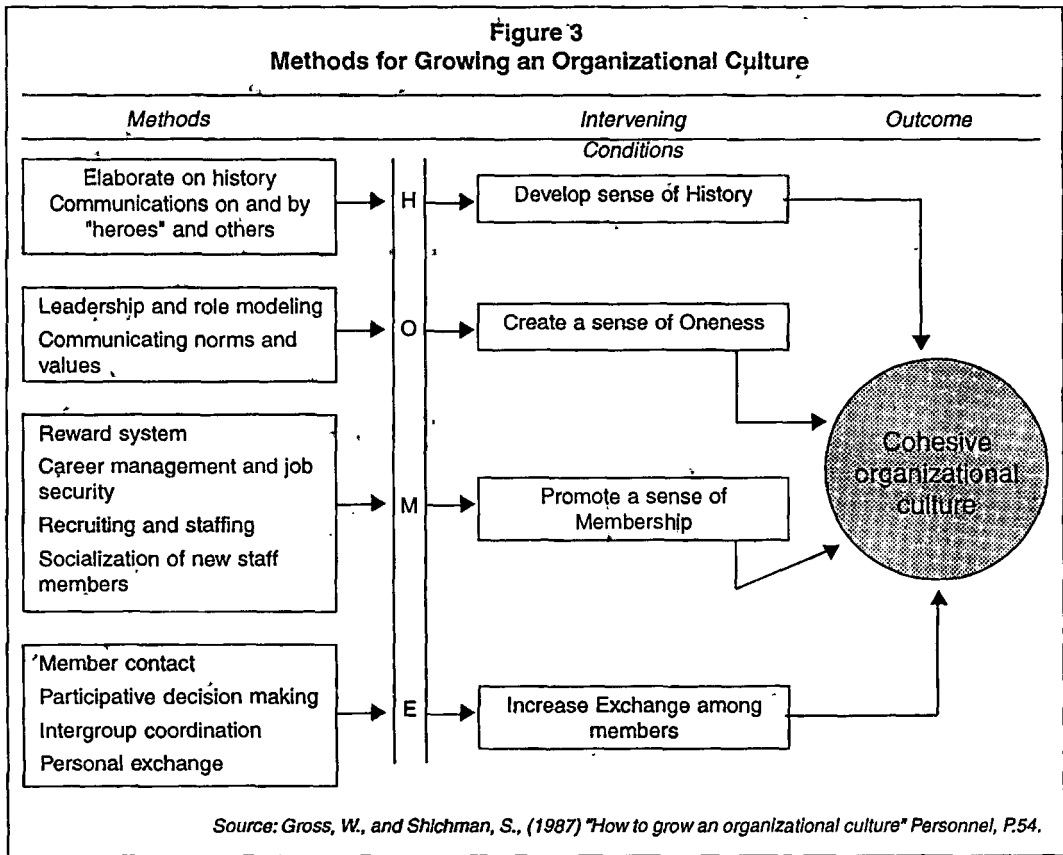 Figure 3
Methods for Growing an Organizational Culture
Methods
Intervening
Conditions
Outcome
Elaborate on history
Communications on and by
"heroes" and others
H
Develop sense of History
Leadership and role modeling
Communicating norms and
values
O
Create a sense of Oneness
Reward system
Career management and job
security
Recruiting and staffing
Socialization of new staff
members
M
Promote a sense of
Membership
Member contact
Participative decision making
Intergroup coordination
Personal exchange
E
Increase Exchange among
members
Cohesive
organizational
culture
Source: Gross, W., and Shichman, S., (1987) "How to grow an organizational culture" Personnel, P.54.